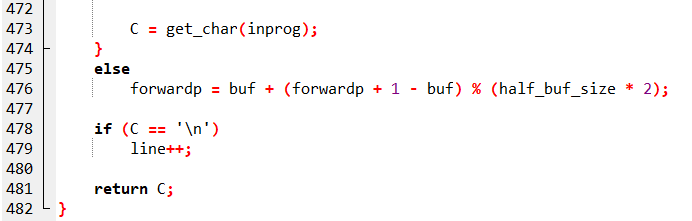 472
473 C = get_char(inprog);
474 }
475 else
476 forwardp = buf + (forwardp + 1 - buf) % (half_buf_size * 2);
477
478 if (C == '\n')
479 line++;
480
481 return C;
482 }